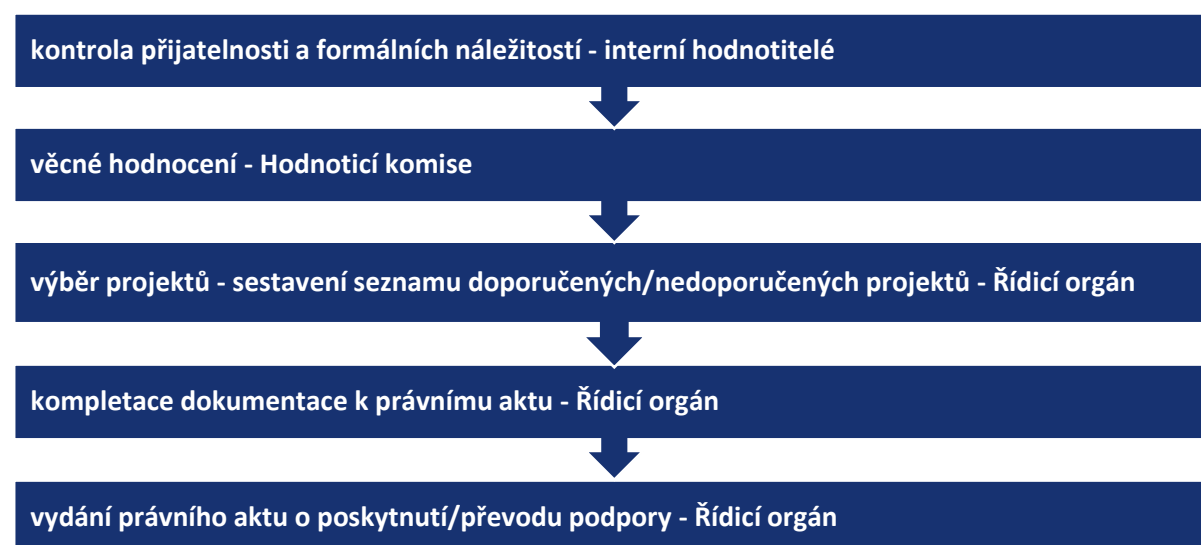 kontrola přijatelnosti a formálních náležitostí - interní hodnotitelé
věcné hodnocení - Hodnoticí komise
výběr projektů - sestavení seznamu doporučených/nedoporučených projektů - Řídicí orgán
kompletace dokumentace k právnímu aktu - Řídicí orgán
vydání právního aktu o poskytnutí/převodu podpory - Řídicí orgán